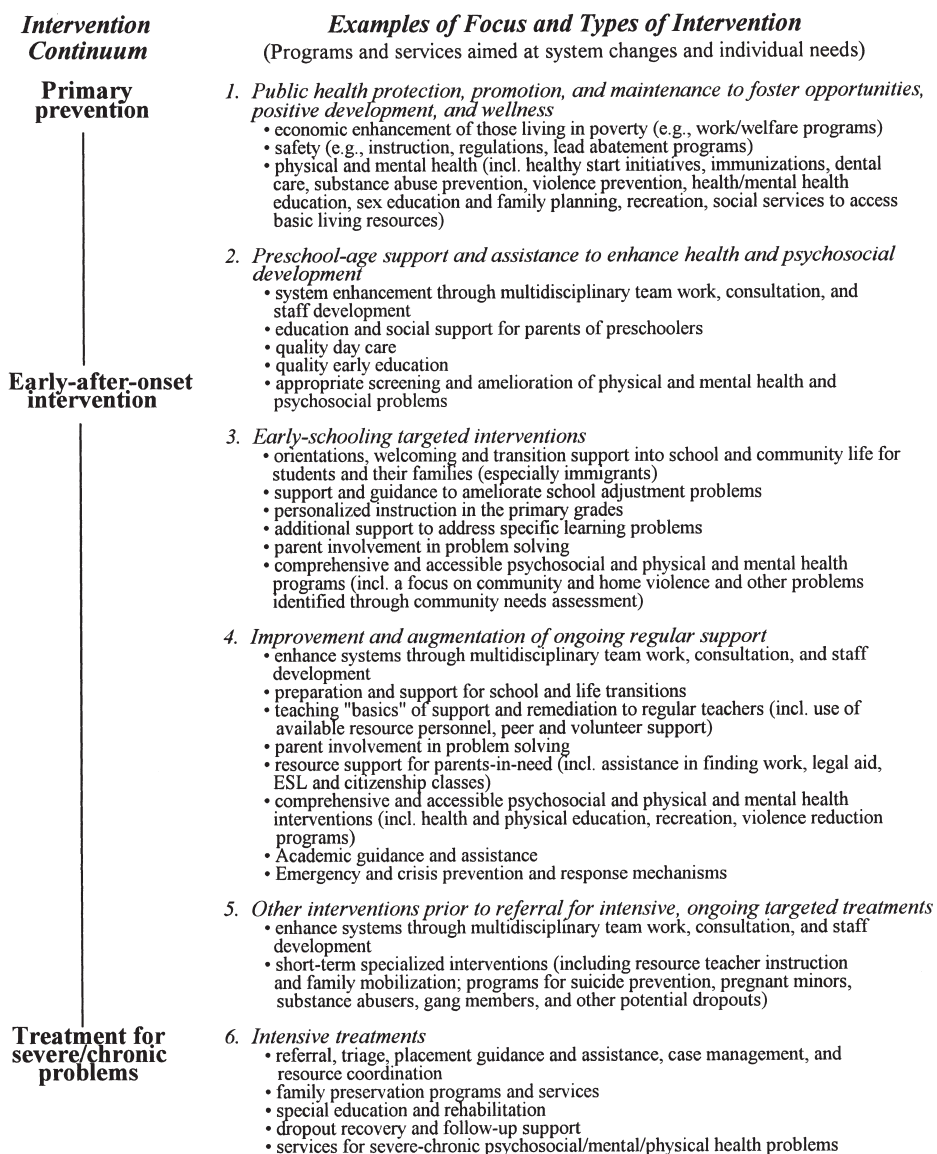 Intervention
Continuum
Examples of Focus and Types of Intervention
(Programs and services aimed at system changes and individual needs)
Primary
prevention
1. Public health protection, promotion, and maintenance to foster opportunities,
positive development, and wellness
• economic enhancement of those living in poverty (e.g., work/welfare programs)
• safety (e.g., instruction, regulations, lead abatement programs)
• physical and mental health (incl. healthy start initiatives, immunizations, dental
care, substance abuse prevention, violence prevention, health/mental health
education, sex education and family planning, recreation, social services to access
basic living resources)
2. Preschool-age support and assistance to enhance health and psychosocial
development
• system enhancement through multidisciplinary team work, consultation, and
staff development
• education and social support for parents of preschoolers
• quality day care
• quality early education
• appropriate screening and amelioration of physical and mental health and
psychosocial problems
Early-after-onset
intervention
3. Early-schooling targeted interventions
• orientations, welcoming and transition support into school and community life for
students and their families (especially immigrants)
• support and guidance to ameliorate school adjustment problems
• personalized instruction in the primary grades
• additional support to address specific learning problems
• parent involvement in problem solving
• comprehensive and accessible psychosocial and physical and mental health
programs (incl. a focus on community and home violence and other problems
identified through community needs assessment)
4. Improvement and augmentation of ongoing regular support
• enhance systems through multidisciplinary team work, consultation, and staff
development
• preparation and support for school and life transitions
• teaching "basics" of support and remediation to regular teachers (incl. use of
available resource personnel, peer and volunteer support)
• parent involvement in problem solving
• resource support for parents-in-need (incl. assistance in finding work, legal aid,
ESL and citizenship classes)
• comprehensive and accessible psychosocial and physical and mental health
interventions (incl. health and physical education, recreation, violence reduction
programs)
• Academic guidance and assistance
• Emergency and crisis prevention and response mechanisms
5. Other interventions prior to referral for intensive, ongoing targeted treatments
• enhance systems through multidisciplinary team work, consultation, and staff
development
• short-term specialized interventions (including resource teacher instruction
and family mobilization; programs for suicide prevention, pregnant minors,
substance abusers, gang members, and other potential dropouts)
Treatment for
severe/chronic
problems
6. Intensive treatments
• referral, triage, placement guidance and assistance, case management, and
resource coordination
• family preservation programs and services
• special education and rehabilitation
• dropout recovery and follow-up support
• services for severe-chronic psychosocial/mental/physical health problems